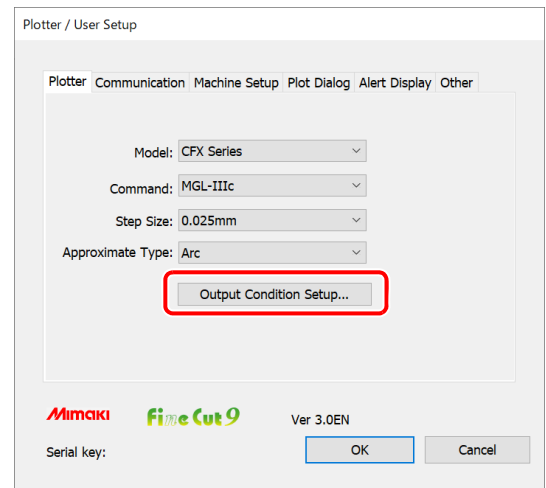 Plotter / User Setup
Plotter Communication Machine Setup Plot Dialog Alert Display Other
Model: CFX Series
Command: MGL-IIIc
Step Size: 0.025mm
Approximate Type: Arc
Output Condition Setup...
Mimaki Fine Cut 9 Ver 3.0EN
Serial key: OK Cancel